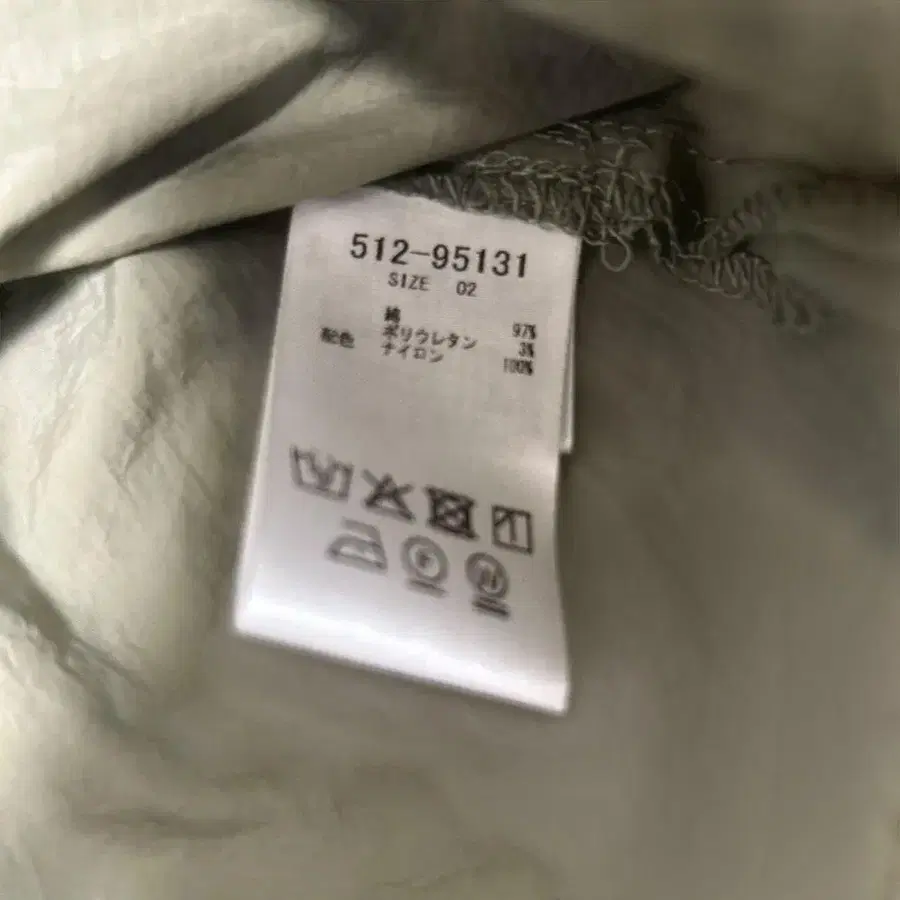 512-95131
SIZE 02
綿 97%
ポリウレタン 3%
配色 ナイロン 100%